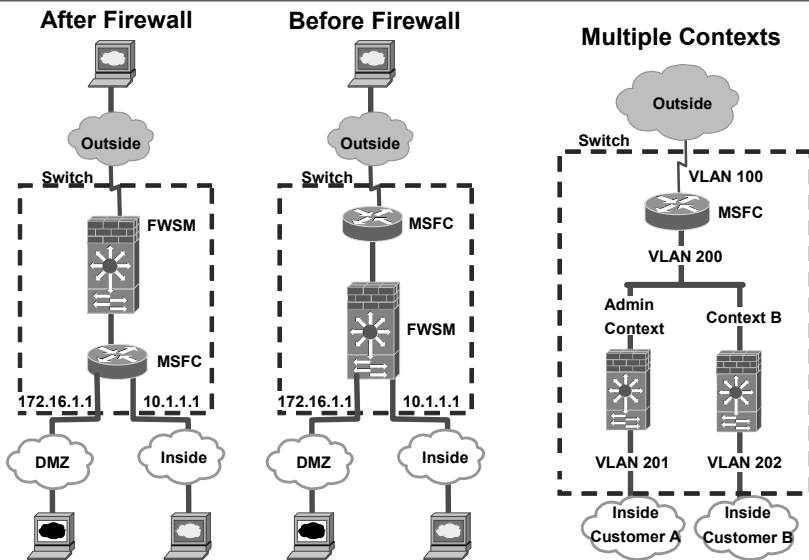 After Firewall
Outside
Switch
FWSM
MSFC
172.16.1.1
10.1.1.1
DMZ
Inside
Before Firewall
Outside
Switch
MSFC
FWSM
172.16.1.1
10.1.1.1
DMZ
Inside
Multiple Contexts
Outside
Switch
VLAN 100
MSFC
VLAN 200
Admin
Context
Context B
VLAN 201
VLAN 202
Inside
Customer A
Inside
Customer B